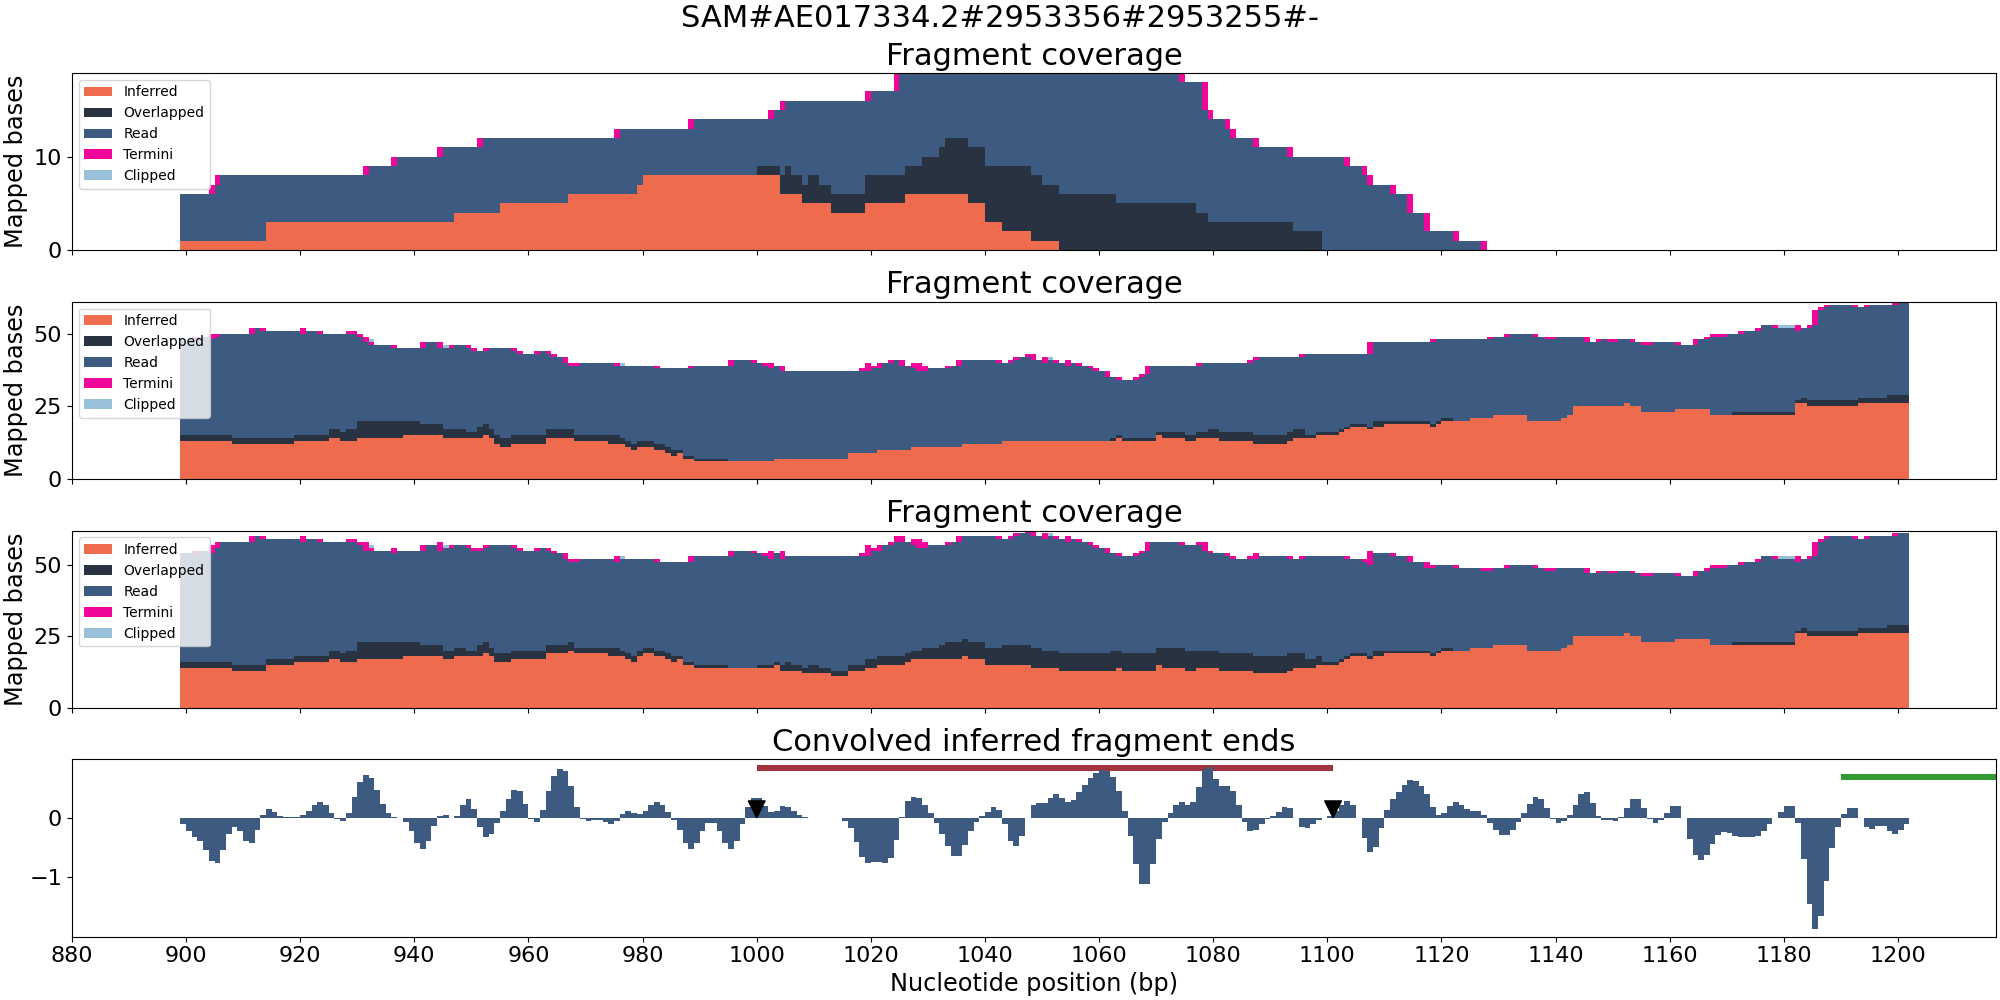 SAM#AE017334.2#2953356#2953255#-
Fragment coverage
Mapped bases
10
0
Inferred
Overlapped
Read
Termini
Clipped
Fragment coverage
Mapped bases
50
25
0
Inferred
Overlapped
Read
Termini
Clipped
Fragment coverage
Mapped bases
50
25
0
Inferred
Overlapped
Read
Termini
Clipped
Convolved inferred fragment ends
0
−1
880 900 920 940 960 980 1000 1020 1040 1060 1080 1100 1120 1140 1160 1180 1200
Nucleotide position (bp)